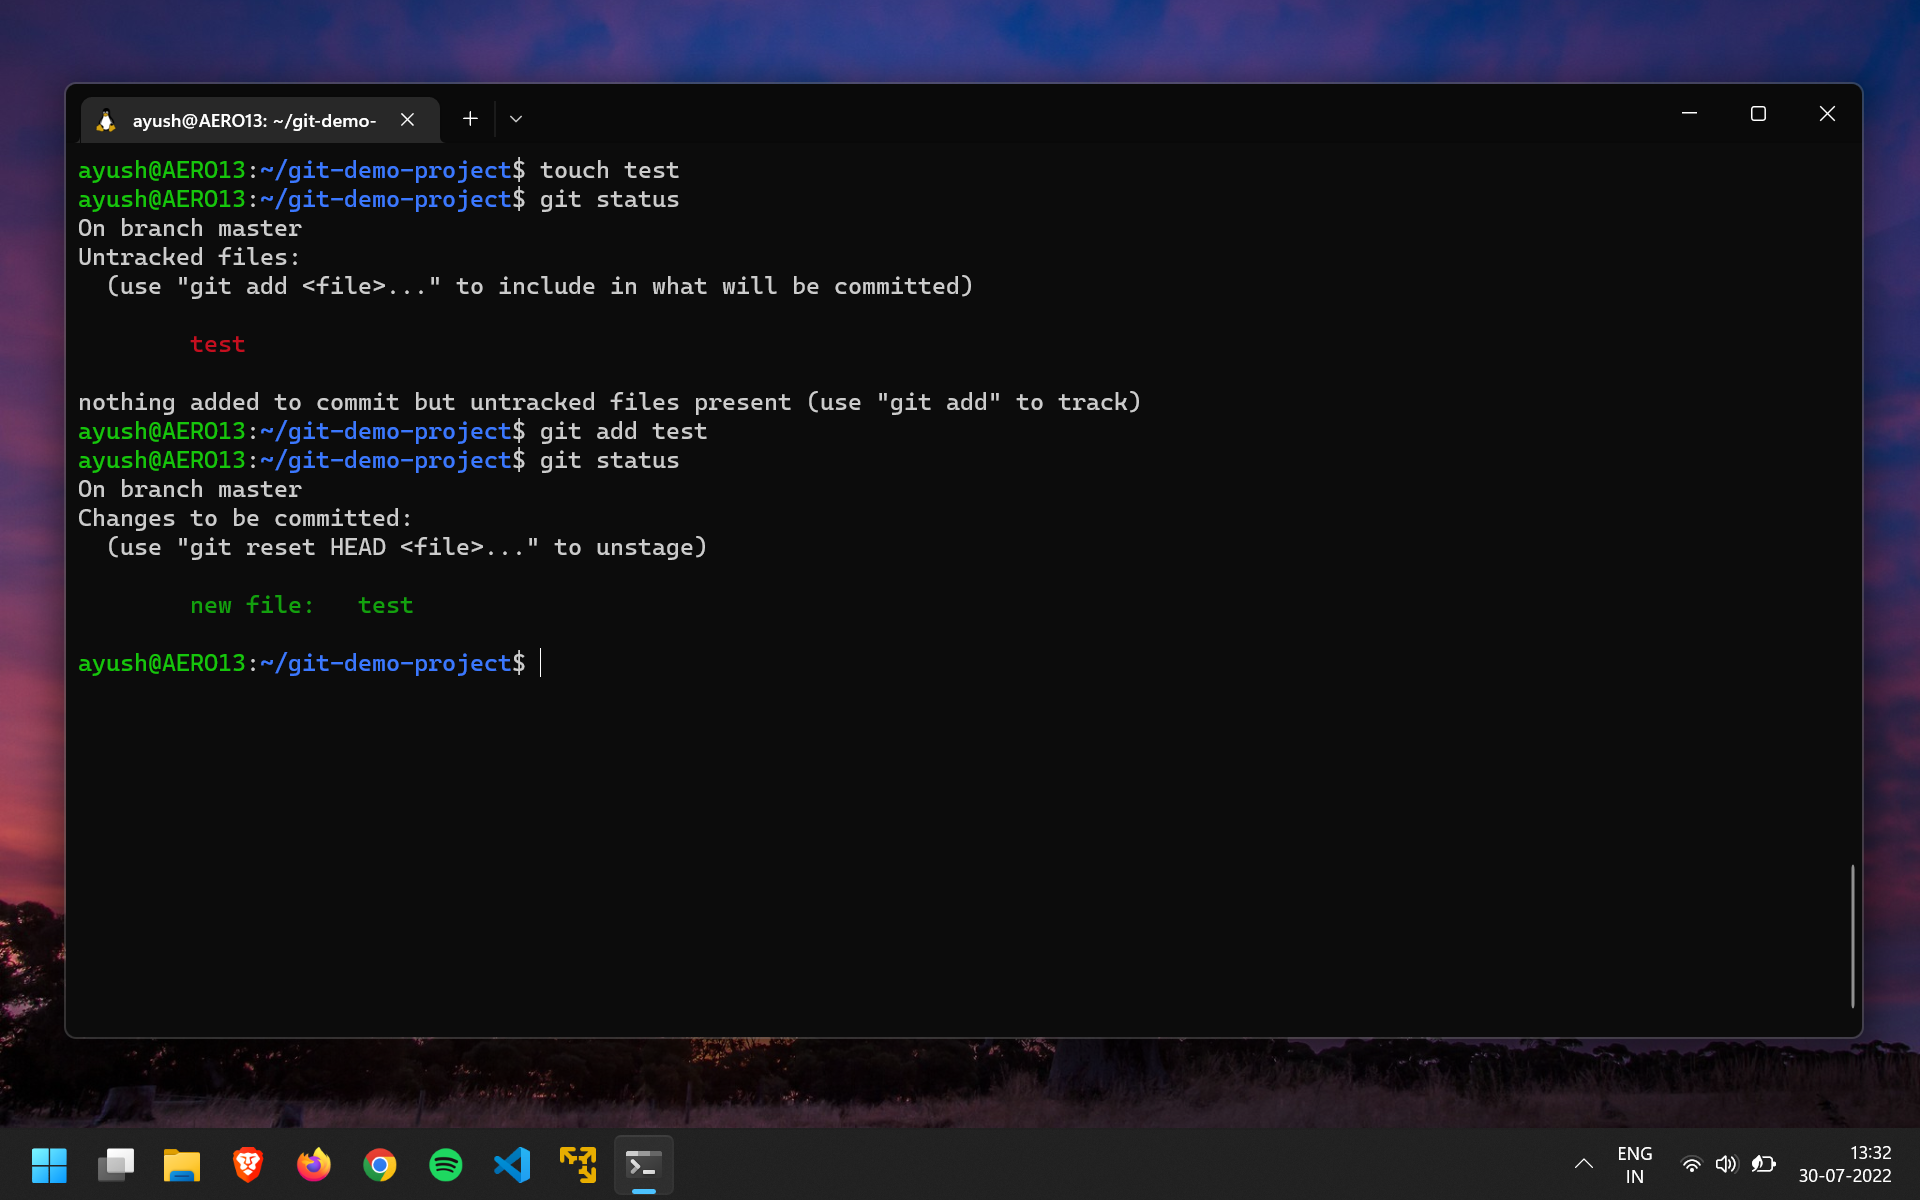 ayush@AERO13: ~/git-demo-
ayush@AERO13:~/git-demo-project$ touch test
ayush@AERO13:~/git-demo-project$ git status
On branch master
Untracked files:
  (use "git add <file>..." to include in what will be committed)
        test
nothing added to commit but untracked files present (use "git add" to track)
ayush@AERO13:~/git-demo-project$ git add test
ayush@AERO13:~/git-demo-project$ git status
On branch master
Changes to be committed:
  (use "git reset HEAD <file>..." to unstage)
        new file:   test
ayush@AERO13:~/git-demo-project$
ENG
IN
13:32
30-07-2022